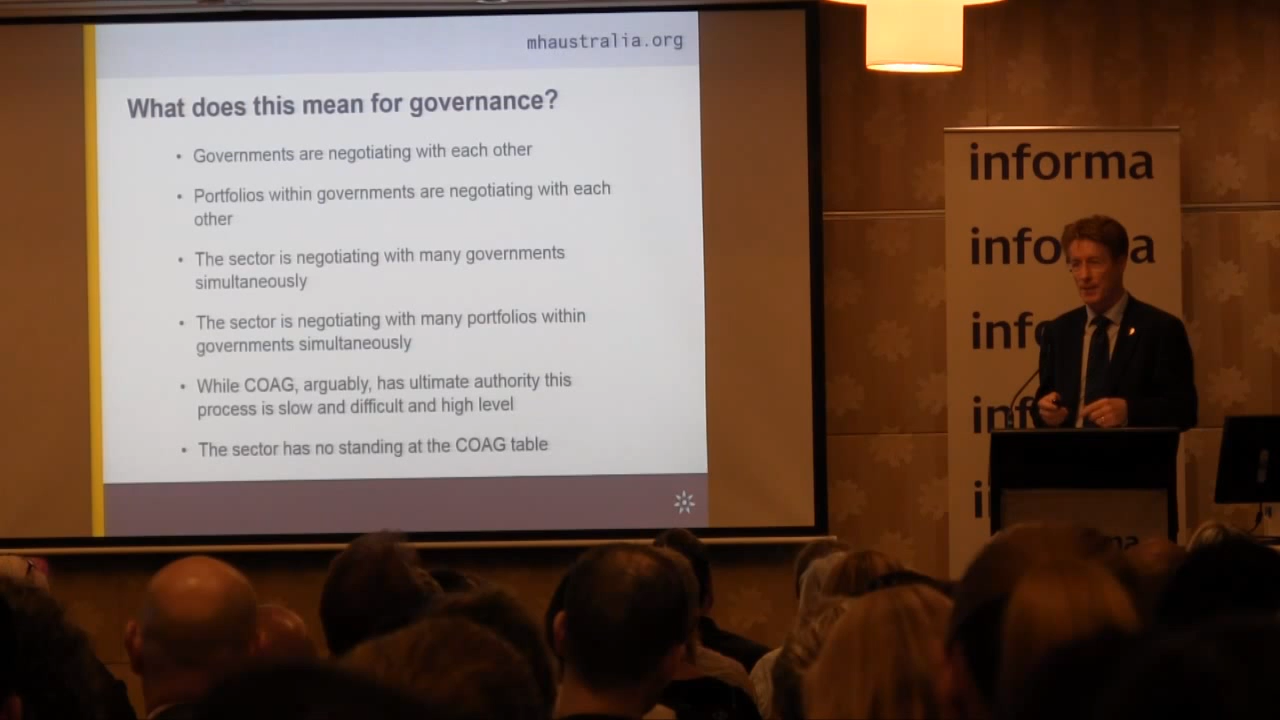 mhaustralia.org
What does this mean for governance?
• Governments are negotiating with each other
• Portfolios within governments are negotiating with each
other
• The sector is negotiating with many governments
simultaneously
• The sector is negotiating with many portfolios within
governments simultaneously
• While COAG, arguably, has ultimate authority this
process is slow and difficult and high level
• The sector has no standing at the COAG table
informa